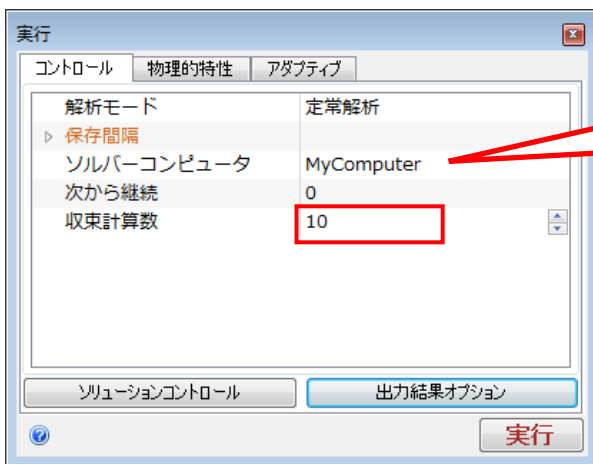 実行
コントロール 物理的特性 アダプティブ
解析モード 定常解析
保存間隔
ソルバーコンピュータ MyComputer
次から継続 0
収束計算数 10
ソリューションコントロール 出力結果オプション
実行